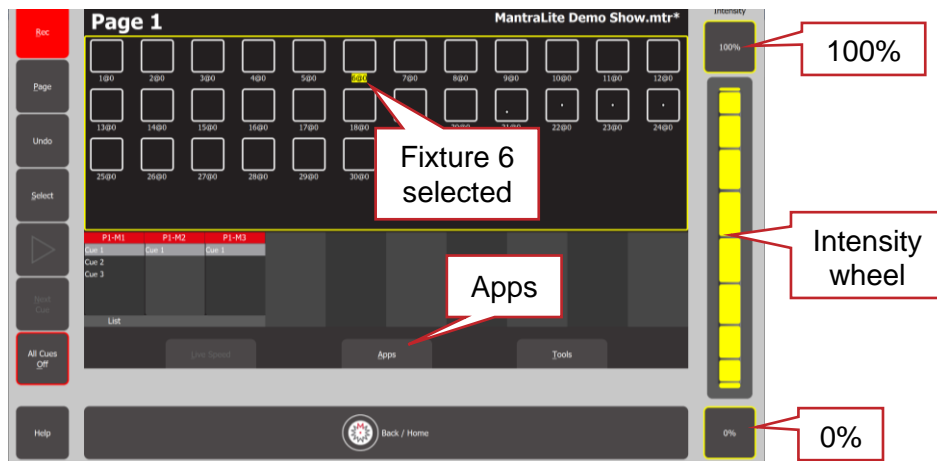 Page 1
MantraLite Demo Show.mtr*
Intensity
Rec
100%
100%
1@0 2@0 3@0 4@0 5@0 6@0 7@0 8@0 9@0 10@0 11@0 12@0
Page
13@0 14@0 15@0 16@0 17@0 18@0 22@0 23@0 24@0
Undo
Fixture 6
selected
25@0 26@0 27@0 28@0 29@0 30@0
Select
P1-M1 P1-M2 P1-M3
Cue 1 Cue 1 Cue 1
Cue 2
Cue 3
Intensity
wheel
Apps
Next
Cue
List
All Cues
Off
Live Speed
Apps
Tools
Help
Back / Home
0%
0%